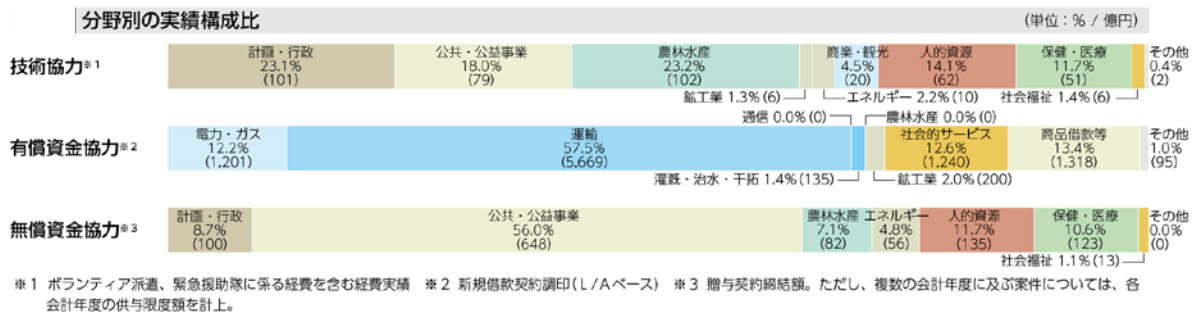 分野別の実績構成比 (単位:% / 億円)
技術協力※1
計画・行政 23.1% (101)
公共・公益事業 18.0% (79)
農林水産 23.2% (102)
商業・観光 4.5% (20)
人的資源 14.1% (62)
保健・医療 11.7% (51)
その他 0.4% (2)
鉱工業 1.3% (6)
エネルギー 2.2% (10)
社会福祉 1.4% (6)
通信 0.0% (0)
農林水産 0.0% (0)
有償資金協力※2
電力・ガス 12.2% (1,201)
運輸 57.5% (5,669)
社会的サービス 12.6% (1,240)
商品借款等 13.4% (1,318)
その他 1.0% (95)
灌漑・治水・干拓 1.4% (135)
鉱工業 2.0% (200)
無償資金協力※3
計画・行政 8.7% (100)
公共・公益事業 56.0% (648)
農林水産 7.1% (82)
エネルギー 4.8% (56)
人的資源 11.7% (135)
保健・医療 10.6% (123)
その他 0.0% (0)
社会福祉 1.1% (13)
※1 ボランティア派遣、緊急援助隊に係る経費を含む経費実績 ※2 新規借款契約調印(L/Aベース) ※3 贈与契約締結額。ただし、複数の会計年度に及ぶ案件については、各
会計年度の供与限度額を計上。